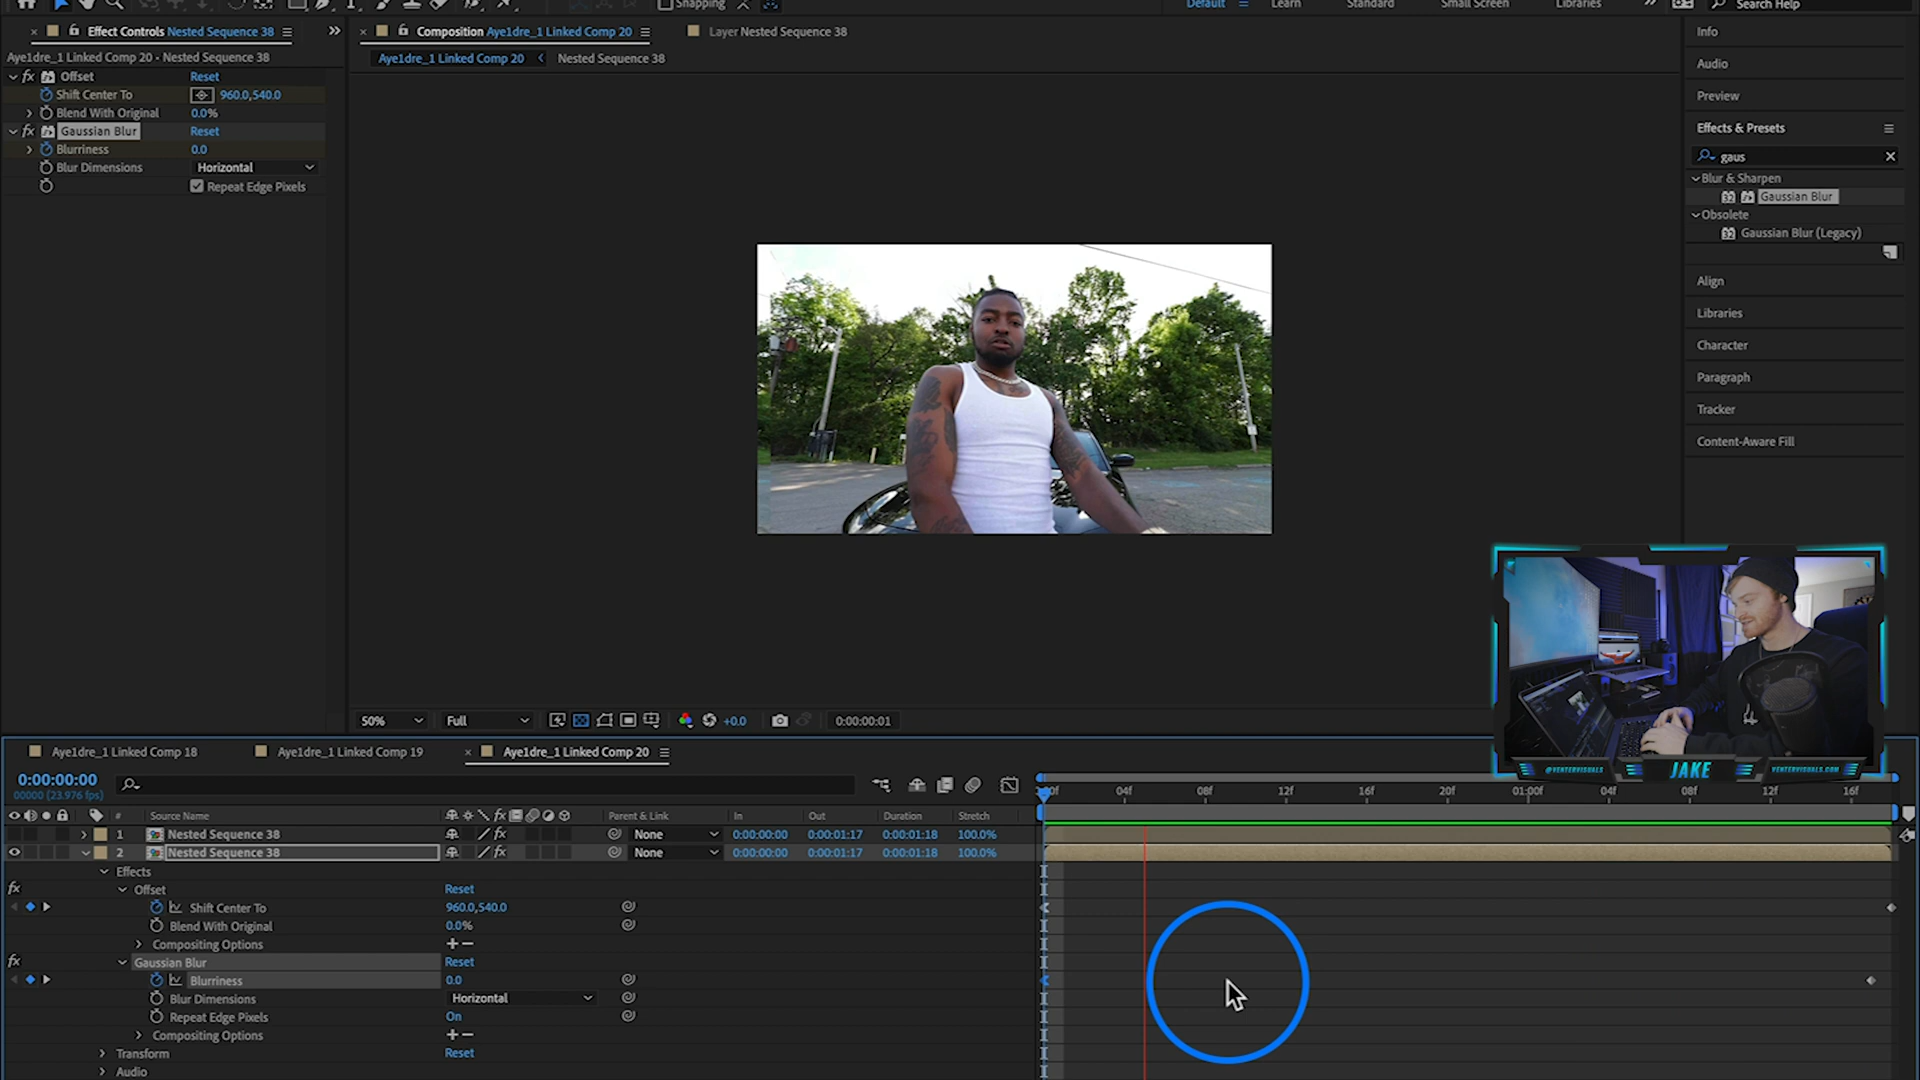 Snapping
Default
Learn
Standard
Small Screen
Libraries
Search Help
Effect Controls Nested Sequence 38
Composition Aye1dre_1 Linked Comp 20
Layer Nested Sequence 38
Info
Aye1dre_1 Linked Comp 20 - Nested Sequence 38
Aye1dre_1 Linked Comp 20
Nested Sequence 38
Audio
fx Offset Reset
Shift Center To 960.0,540.0
Preview
Blend With Original 0.0%
fx Gaussian Blur Reset
Effects & Presets
Blurriness 0.0
gaus
Blur Dimensions Horizontal
Blur & Sharpen
Repeat Edge Pixels
32 Gaussian Blur
Obsolete
32 Gaussian Blur (Legacy)
Align
Libraries
Character
Paragraph
Tracker
Content-Aware Fill
50% Full +0.0 0:00:00:01
@VENTERVISUALS JAKE VENTERVISUALS.COM
Aye1dre_1 Linked Comp 18
Aye1dre_1 Linked Comp 19
Aye1dre_1 Linked Comp 20
0:00:00:00
00000 (23.976 fps)
:00f 04f 08f 12f 16f 20f 01:00f 04f 08f 12f 16f
# Source Name fx Parent & Link In Out Duration Stretch
1 Nested Sequence 38 fx None 0:00:00:00 0:00:01:17 0:00:01:18 100.0%
2 Nested Sequence 38 fx None 0:00:00:00 0:00:01:17 0:00:01:18 100.0%
Effects
fx Offset Reset
Shift Center To 960.0,540.0
Blend With Original 0.0%
Compositing Options + −
fx Gaussian Blur Reset
Blurriness 0.0
Blur Dimensions Horizontal
Repeat Edge Pixels On
Compositing Options + −
Transform Reset
Audio